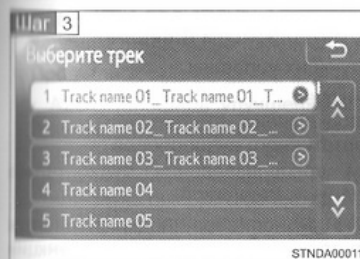 Шаг 3
Выберите трек
1 Track name 01_Track name 01_T...
2 Track name 02_Track name 02_...
3 Track name 03_Track name 03_...
4 Track name 04
5 Track name 05
STNDA00011